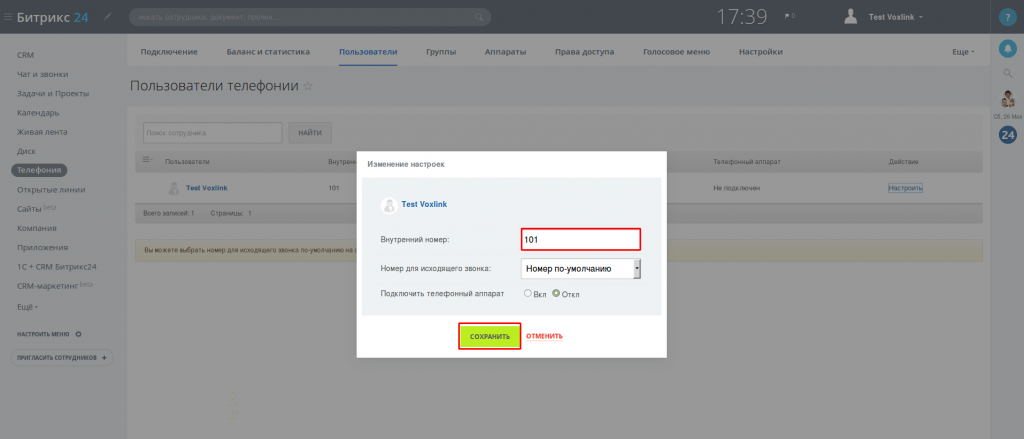 Битрикс 24
искать сотрудника, документ, прочее...
17:39
0
Test Voxlink
?
CRM
Чат и звонки
Задачи и Проекты
Календарь
Живая лента
Диск
Телефония
Открытые линии
Сайты beta
Компания
Приложения
1С + CRM Битрикс24
CRM-маркетинг beta
Ещё
НАСТРОИТЬ МЕНЮ
ПРИГЛАСИТЬ СОТРУДНИКОВ +
Подключение Баланс и статистика Пользователи Группы Аппараты Права доступа Голосовое меню Настройки Еще
Пользователи телефонии
Поиск сотрудника НАЙТИ
Пользователи Внутрен Телефонный аппарат Действие
Test Voxlink 101 Не подключен Настроить
Всего записей: 1 Страницы: 1
Вы можете выбрать номер для исходящего звонка по-умолчанию на
Изменение настроек
Test Voxlink
Внутренний номер: 101
Номер для исходящего звонка: Номер по-умолчанию
Подключить телефонный аппарат Вкл Откл
СОХРАНИТЬ ОТМЕНИТЬ
Сб, 26 Мая
24